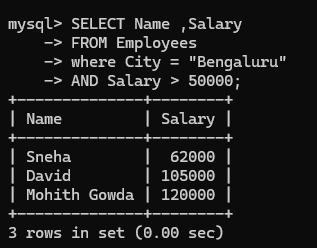 mysql> SELECT Name ,Salary
    -> FROM Employees
    -> where City = "Bengaluru"
    -> AND Salary > 50000;
+--------------+--------+
| Name         | Salary |
+--------------+--------+
| Sneha        |  62000 |
| David        | 105000 |
| Mohith Gowda | 120000 |
+--------------+--------+
3 rows in set (0.00 sec)